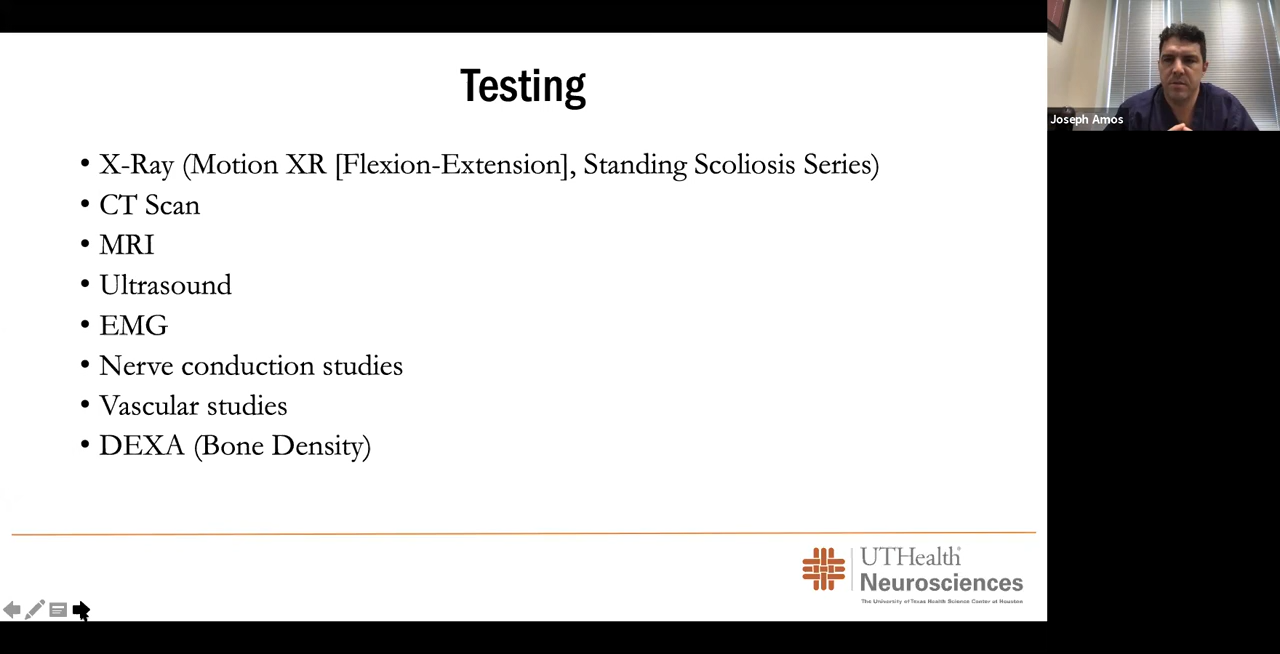 Testing
• X-Ray (Motion XR [Flexion-Extension], Standing Scoliosis Series)
• CT Scan
• MRI
• Ultrasound
• EMG
• Nerve conduction studies
• Vascular studies
• DEXA (Bone Density)
UTHealth®
Neurosciences
The University of Texas Health Science Center at Houston
Joseph Amos